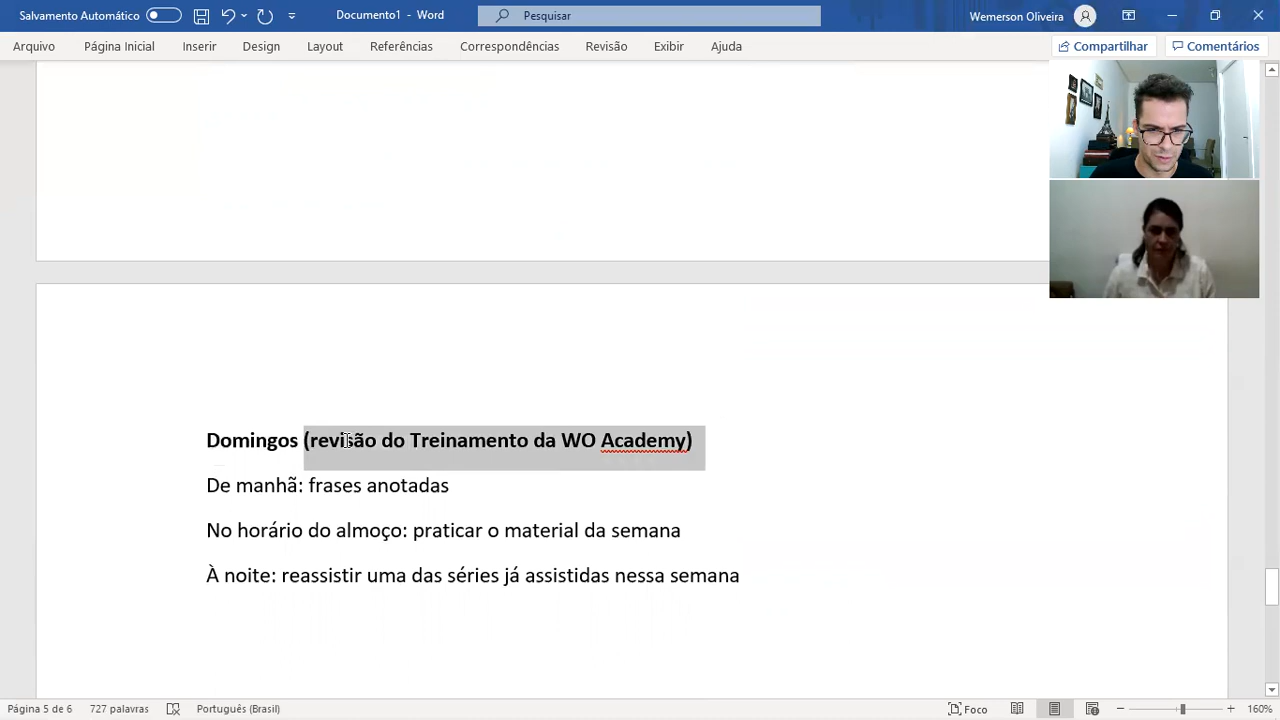 Salvamento Automático
Documento1 - Word
Pesquisar
Wemerson Oliveira
Arquivo
Página Inicial
Inserir
Design
Layout
Referências
Correspondências
Revisão
Exibir
Ajuda
Compartilhar
Comentários
Domingos (revisão do Treinamento da WO Academy)
De manhã: frases anotadas
No horário do almoço: praticar o material da semana
À noite: reassistir uma das séries já assistidas nessa semana
Página 5 de 6
727 palavras
Português (Brasil)
Foco
160%